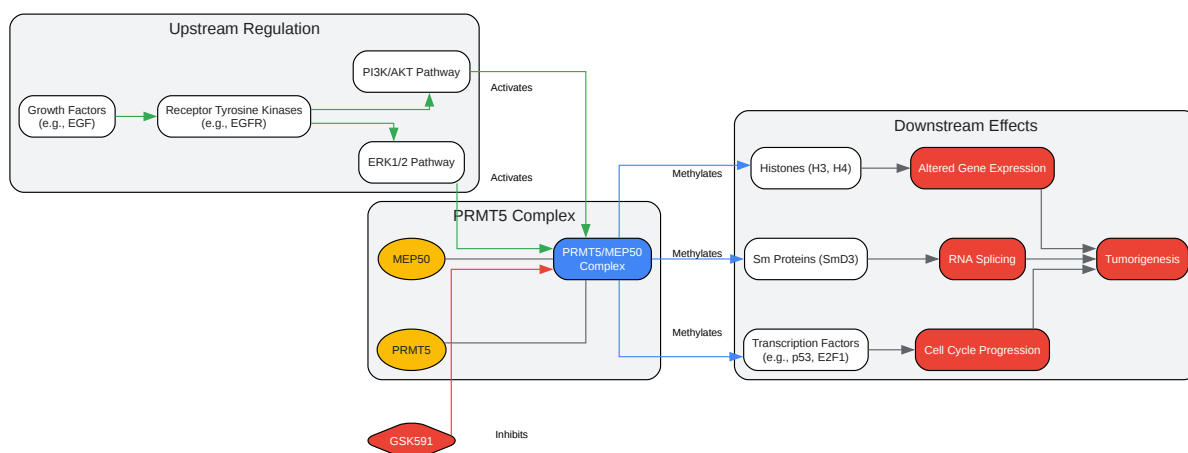 Upstream Regulation
PI3K/AKT Pathway
Activates
Growth Factors
(e.g., EGF)
Receptor Tyrosine Kinases
(e.g., EGFR)
ERK1/2 Pathway
Activates
PRMT5 Complex
MEP50
PRMT5/MEP50
Complex
PRMT5
GSK591
Inhibits
Downstream Effects
Methylates
Histones (H3, H4)
Altered Gene Expression
Methylates
Sm Proteins (SmD3)
RNA Splicing
Tumorigenesis
Methylates
Transcription Factors
(e.g., p53, E2F1)
Cell Cycle Progression